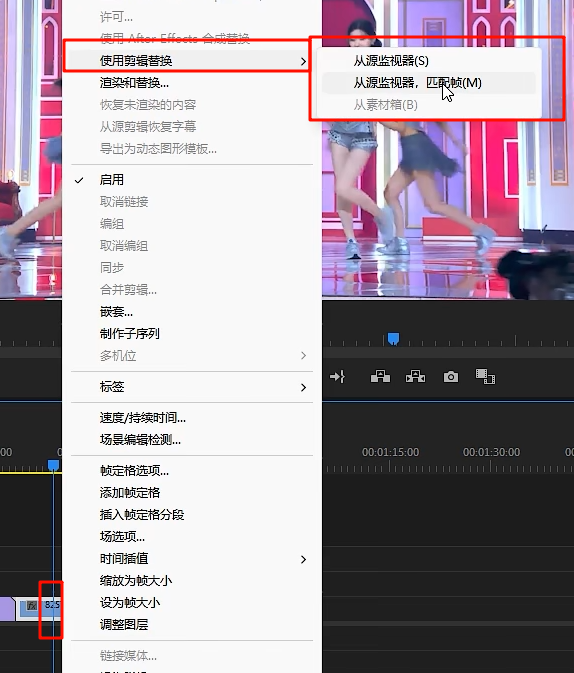 许可...
使用 After Effects 合成替换
使用剪辑替换
从源监视器(S)
渲染和替换...
从源监视器，匹配帧(M)
恢复未渲染的内容
从素材箱(B)
从源剪辑恢复字幕
导出为动态图形模板...
启用
取消链接
编组
取消编组
同步
合并剪辑...
嵌套...
制作子序列
多机位
标签
速度/持续时间...
场景编辑检测...
00:01:15:00
00:01:30:00
帧定格选项...
添加帧定格
插入帧定格分段
场选项...
时间插值
缩放为帧大小
fx
825
设为帧大小
调整图层
链接媒体...